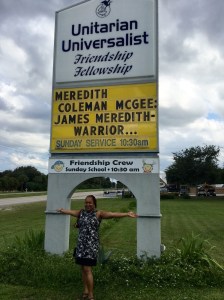 Unitarian
Universalist
Friendship
Fellowship
MEREDITH
COLEMAN MCGEE:
JAMES MEREDITH-
WARRIOR...
SUNDAY SERVICE 10:30am
Friendship Crew
Sunday School • 10:30 am